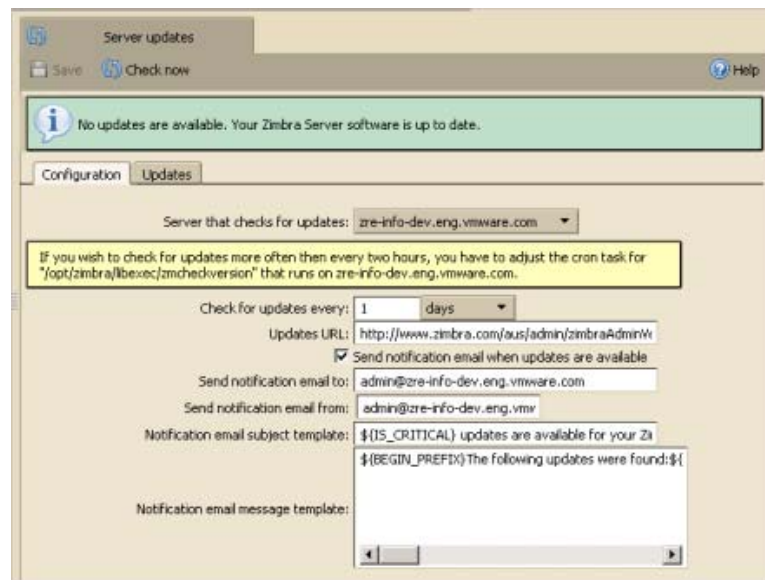 Server updates
Save Check now Help
No updates are available. Your Zimbra Server software is up to date.
Configuration Updates
Server that checks for updates: zre-info-dev.eng.vmware.com
If you wish to check for updates more often then every two hours, you have to adjust the cron task for
"/opt/zimbra/libexec/zmcheckversion" that runs on zre-info-dev.eng.vmware.com.
Check for updates every: 1 days
Updates URL: http://www.zimbra.com/aus/admin/zimbraAdminVe
Send notification email when updates are available
Send notification email to: admin@zre-info-dev.eng.vmware.com
Send notification email from: admin@zre-info-dev.eng.vmv
Notification email subject template: ${IS_CRITICAL} updates are available for your Zi
${BEGIN_PREFIX}The following updates were found:${
Notification email message template: